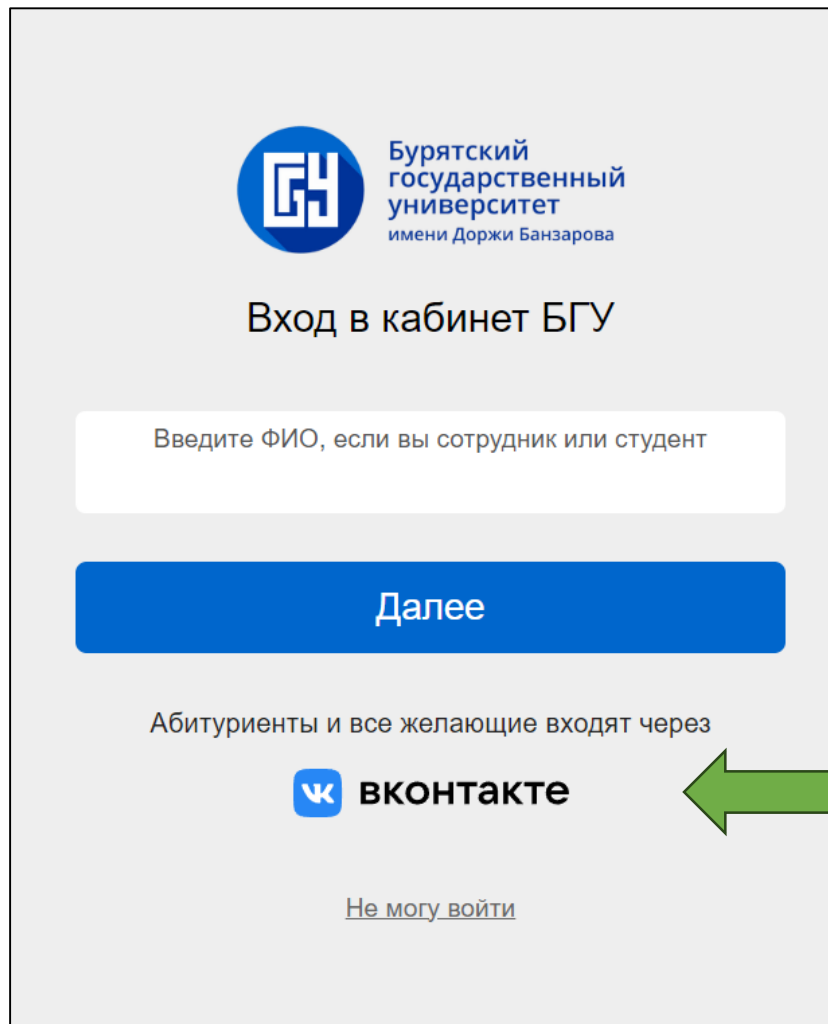 БГУ
Бурятский
государственный
университет
имени Доржи Банзарова
Вход в кабинет БГУ
Введите ФИО, если вы сотрудник или студент
Далее
Абитуриенты и все желающие входят через
вконтакте
Не могу войти